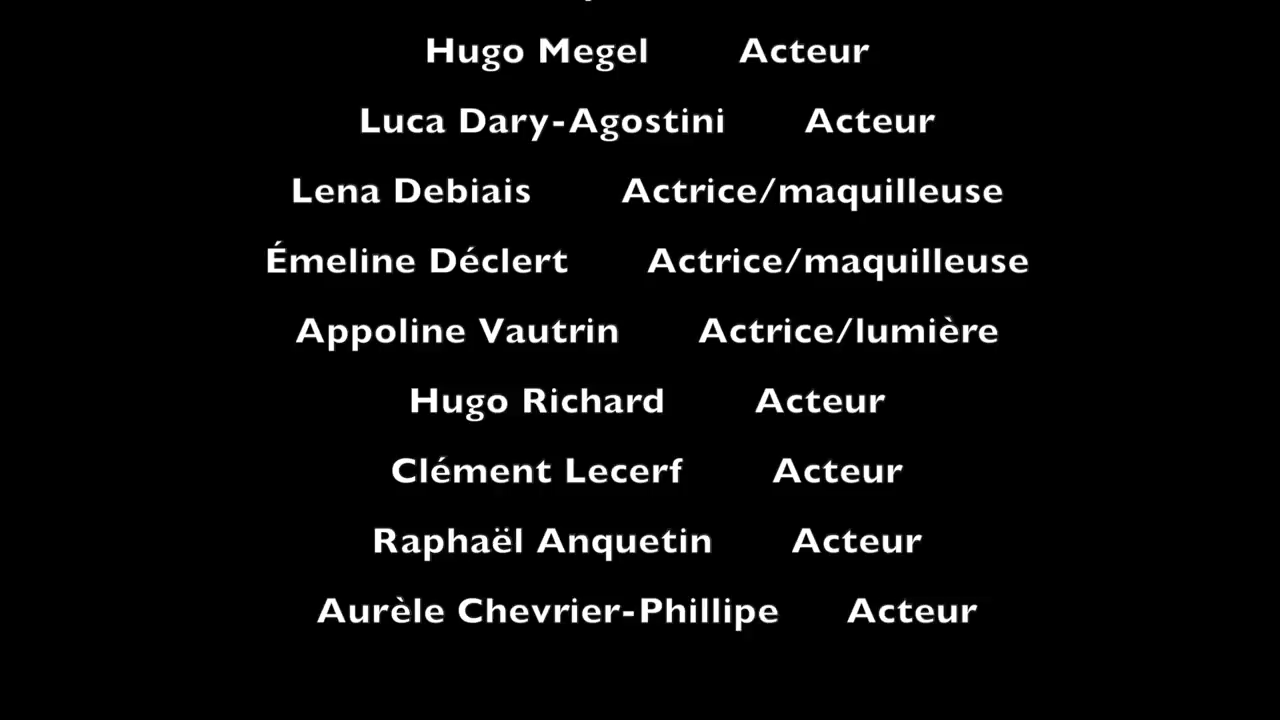 Hugo Megel Acteur
Luca Dary-Agostini Acteur
Lena Debiais Actrice/maquilleuse
Émeline Déclert Actrice/maquilleuse
Appoline Vautrin Actrice/lumière
Hugo Richard Acteur
Clément Lecerf Acteur
Raphaël Anquetin Acteur
Aurèle Chevrier-Phillipe Acteur